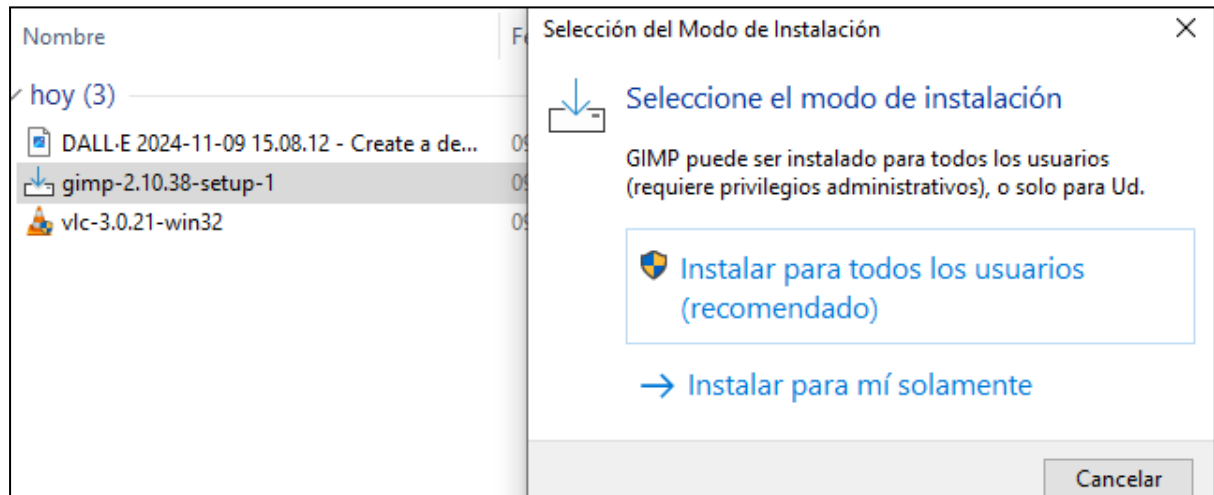 Nombre
hoy (3)
DALL·E 2024-11-09 15.08.12 - Create a de...
gimp-2.10.38-setup-1
vlc-3.0.21-win32
Selección del Modo de Instalación
Seleccione el modo de instalación
GIMP puede ser instalado para todos los usuarios
(requiere privilegios administrativos), o solo para Ud.
Instalar para todos los usuarios
(recomendado)
Instalar para mí solamente
Cancelar